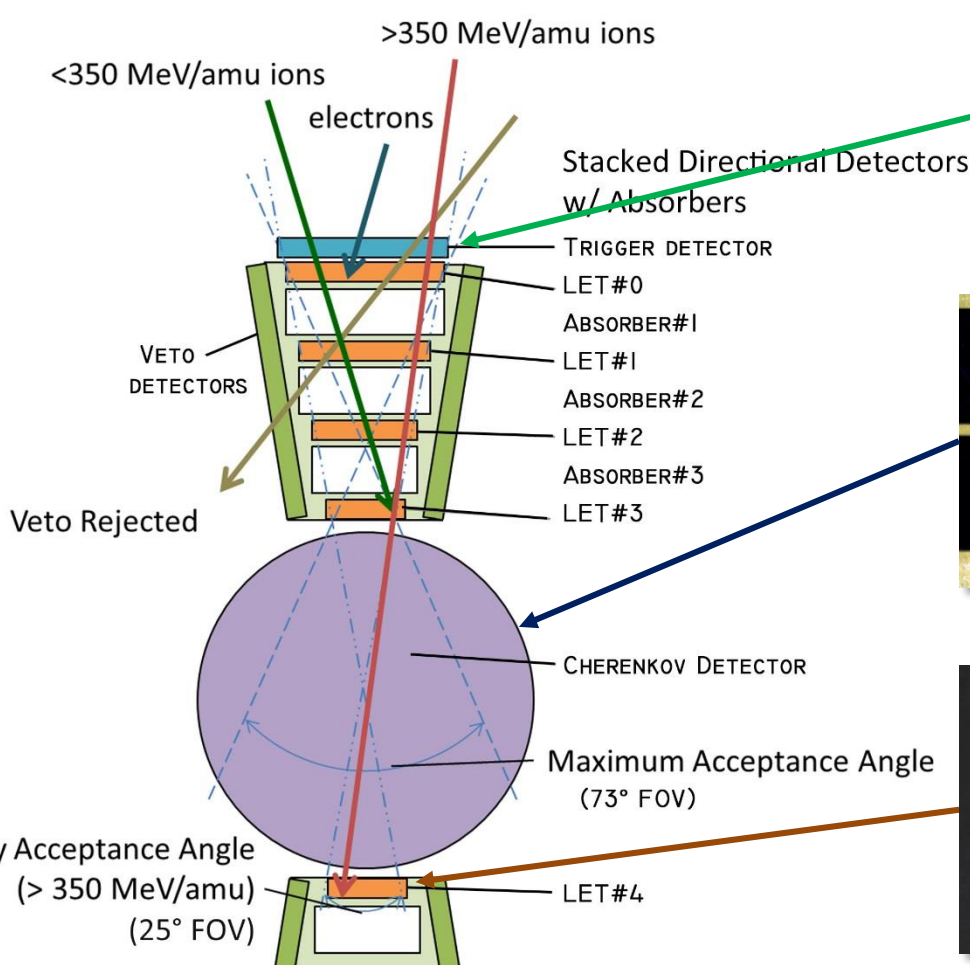 >350 MeV/amu ions
<350 MeV/amu ions
electrons
Stacked Directional Detectors
w/ Absorbers
TRIGGER DETECTOR
LET#0
ABSORBER#1
VETO
DETECTORS
LET#1
ABSORBER#2
LET#2
ABSORBER#3
LET#3
Veto Rejected
CHERENKOV DETECTOR
Maximum Acceptance Angle
(73° FOV)
Acceptance Angle
(> 350 MeV/amu)
(25° FOV)
LET#4